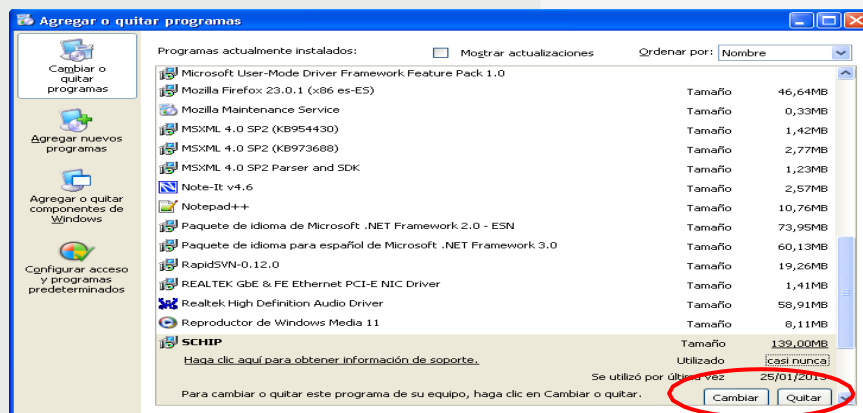 Agregar o quitar programas
Cambiar o
quitar
programas
Agregar nuevos
programas
Agregar o quitar
componentes de
Windows
Configurar acceso
y programas
predeterminados
Programas actualmente instalados: Mostrar actualizaciones Ordenar por: Nombre
Microsoft User-Mode Driver Framework Feature Pack 1.0
Mozilla Firefox 23.0.1 (x86 es-ES) Tamaño 46,64MB
Mozilla Maintenance Service Tamaño 0,33MB
MSXML 4.0 SP2 (KB954430) Tamaño 1,42MB
MSXML 4.0 SP2 (KB973688) Tamaño 2,77MB
MSXML 4.0 SP2 Parser and SDK Tamaño 1,23MB
Note-It v4.6 Tamaño 2,57MB
Notepad++ Tamaño 10,76MB
Paquete de idioma de Microsoft .NET Framework 2.0 - ESN Tamaño 73,95MB
Paquete de idioma para español de Microsoft .NET Framework 3.0 Tamaño 60,13MB
RapidSVN-0.12.0 Tamaño 19,26MB
REALTEK GbE & FE Ethernet PCI-E NIC Driver Tamaño 1,41MB
Realtek High Definition Audio Driver Tamaño 58,91MB
Reproductor de Windows Media 11 Tamaño 8,11MB
SCHIP Tamaño 139,00MB
Haga clic aquí para obtener información de soporte. Utilizado casi nunca
Se utilizó por última vez
Para cambiar o quitar este programa de su equipo, haga clic en Cambiar o quitar. Cambiar Quitar